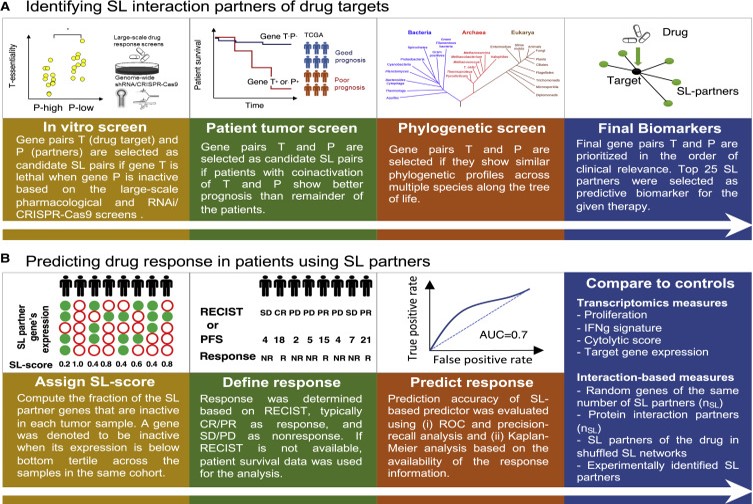 A Identifying SL interaction partners of drug targets
T-essentiality
P-high P-low
Large-scale drug
response screens
Genome-wide
shRNA/CRISPR-Cas9
Patient survival
Time
Gene T-P-
Gene T+ or P+
TCGA
Good
prognosis
Poor
prognosis
Bacteria Archaea Eukarya
Drug
Target
SL-partners
In vitro screen
Gene pairs T (drug target) and
P (partners) are selected as
candidate SL pairs if gene T is
lethal when gene P is inactive
based on the large-scale
pharmacological and RNAi/
CRISPR-Cas9 screens .
Patient tumor screen
Gene pairs T and P are
selected as candidate SL pairs
if patients with coinactivation
of T and P show better
prognosis than remainder of
the patients.
Phylogenetic screen
Gene pairs T and P are
selected if they show similar
phylogenetic profiles across
multiple species along the tree
of life.
Final Biomarkers
Final gene pairs T and P are
prioritized in the order of
clinical relevance. Top 25 SL
partners were selected as
predictive biomarker for the
given therapy.
B Predicting drug response in patients using SL partners
SL partner
gene's
expression
SL-score 0.2 1.0 0.4 0.8 0.4 0.6 0.4 0.8
RECIST SD CR PD PD PR PD SD PR
or
PFS 4 18 2 5 15 4 7 21
Response NR R NR NR R NR NR R
True positive rate
AUC=0.7
False positive rate
Assign SL-score
Compute the fraction of the SL
partner genes that are inactive
in each tumor sample. A gene
was denoted to be inactive
when its expression is below
bottom tertile across the
samples in the same cohort.
Define response
Response was determined
based on RECIST, typically
CR/PR as response, and
SD/PD as nonresponse. If
RECIST is not available,
patient survival data was used
for the analysis.
Predict response
Prediction accuracy of SL-
based predictor was evaluated
using (i) ROC and precision-
recall analysis and (ii) Kaplan-
Meier analysis based on the
availability of the response
information.
Compare to controls
Transcriptomics measures
- Proliferation
- IFNg signature
- Cytolytic score
- Target gene expression
Interaction-based measures
- Random genes of the same
number of SL partners (nSL)
- Protein interaction partners
(nSL)
- SL partners of the drug in
shuffled SL networks
- Experimentally identified SL
partners